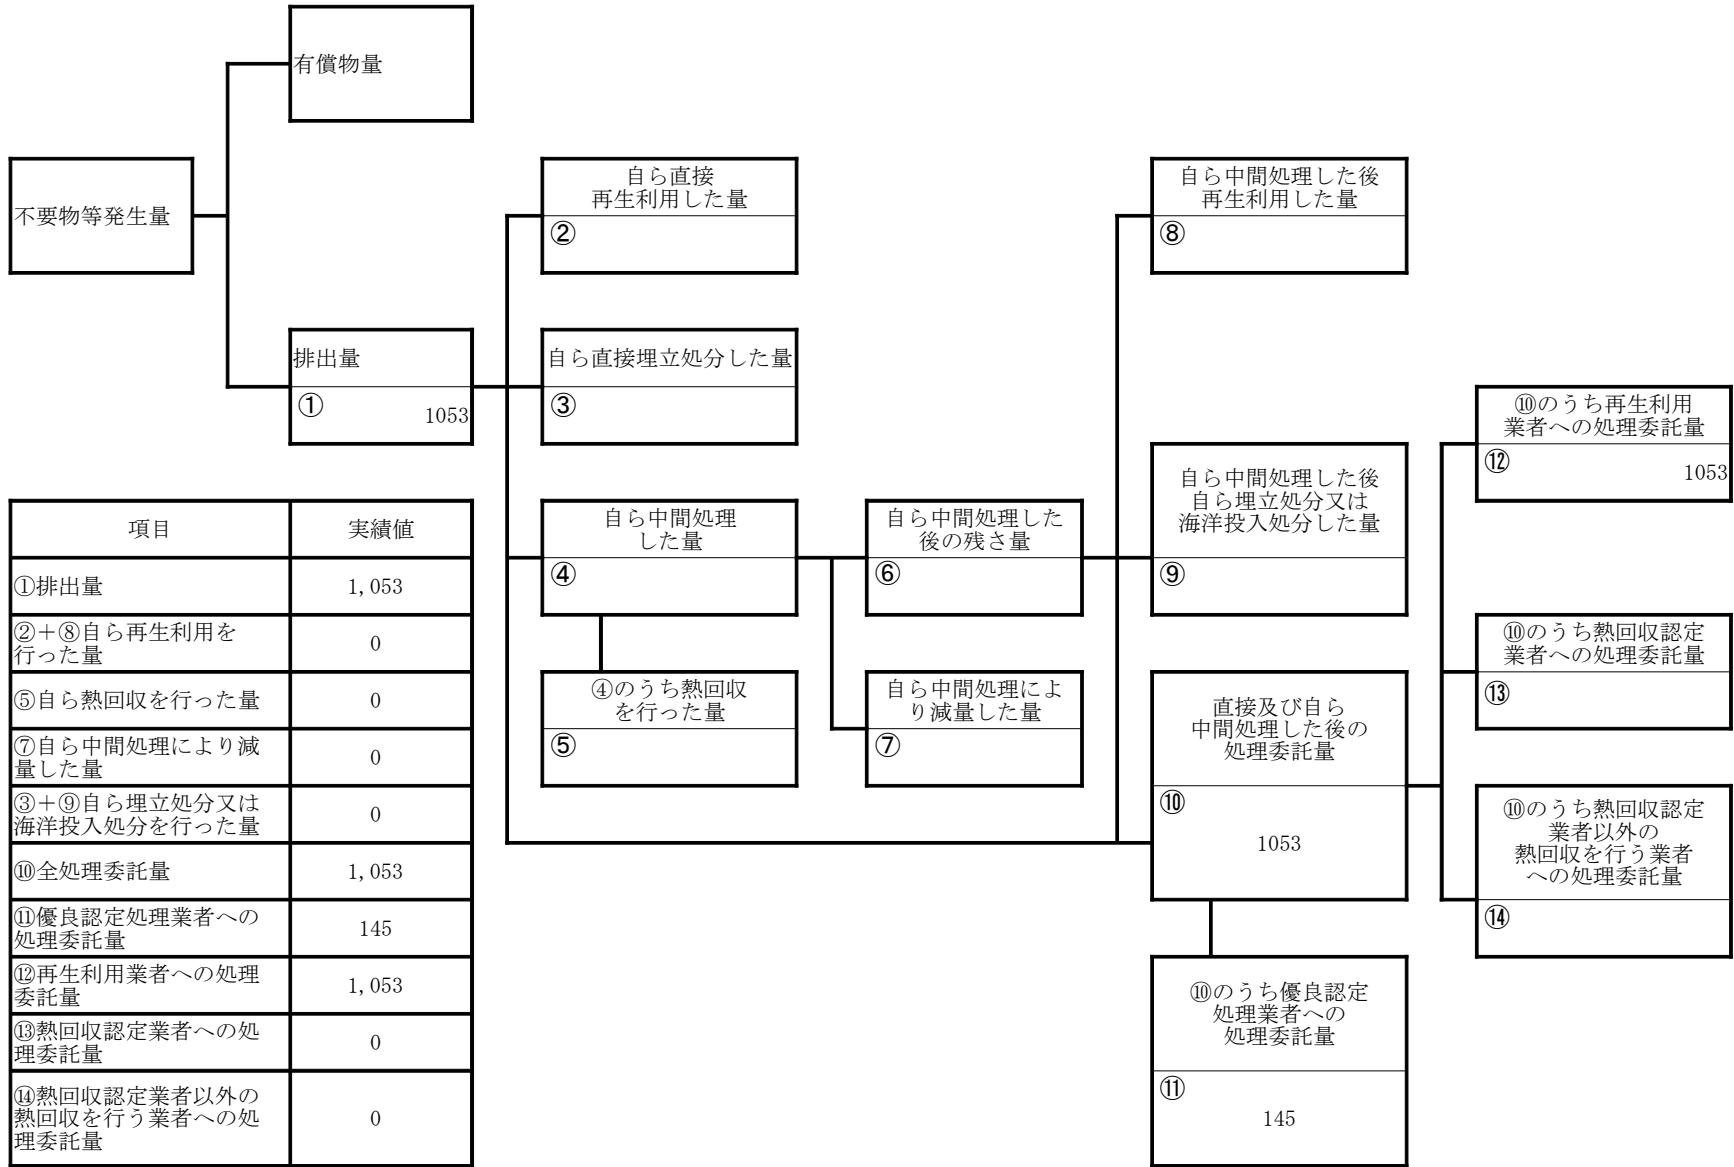 有償物量
不要物等発生量
自ら直接
再生利用した量
②
自ら中間処理した後
再生利用した量
⑧
排出量
①
1053
自ら直接埋立処分した量
③
⑩のうち再生利用
業者への処理委託量
⑫
1053
自ら中間処理した後
自ら埋立処分又は
海洋投入処分した量
⑨
自ら中間処理
した量
④
自ら中間処理した
後の残さ量
⑥
⑩のうち熱回収認定
業者への処理委託量
⑬
④のうち熱回収
を行った量
⑤
自ら中間処理によ
り減量した量
⑦
直接及び自ら
中間処理した後の
処理委託量
⑩
1053
⑩のうち熱回収認定
業者以外の
熱回収を行う業者
への処理委託量
⑭
⑩のうち優良認定
処理業者への
処理委託量
⑪
145
項目 実績値
①排出量 1,053
②+⑧自ら再生利用を
行った量 0
⑤自ら熱回収を行った量 0
⑦自ら中間処理により減
量した量 0
③+⑨自ら埋立処分又は
海洋投入処分を行った量 0
⑩全処理委託量 1,053
⑪優良認定処理業者への
処理委託量 145
⑫再生利用業者への処理
委託量 1,053
⑬熱回収認定業者への処
理委託量 0
⑭熱回収認定業者以外の
熱回収を行う業者への処
理委託量 0